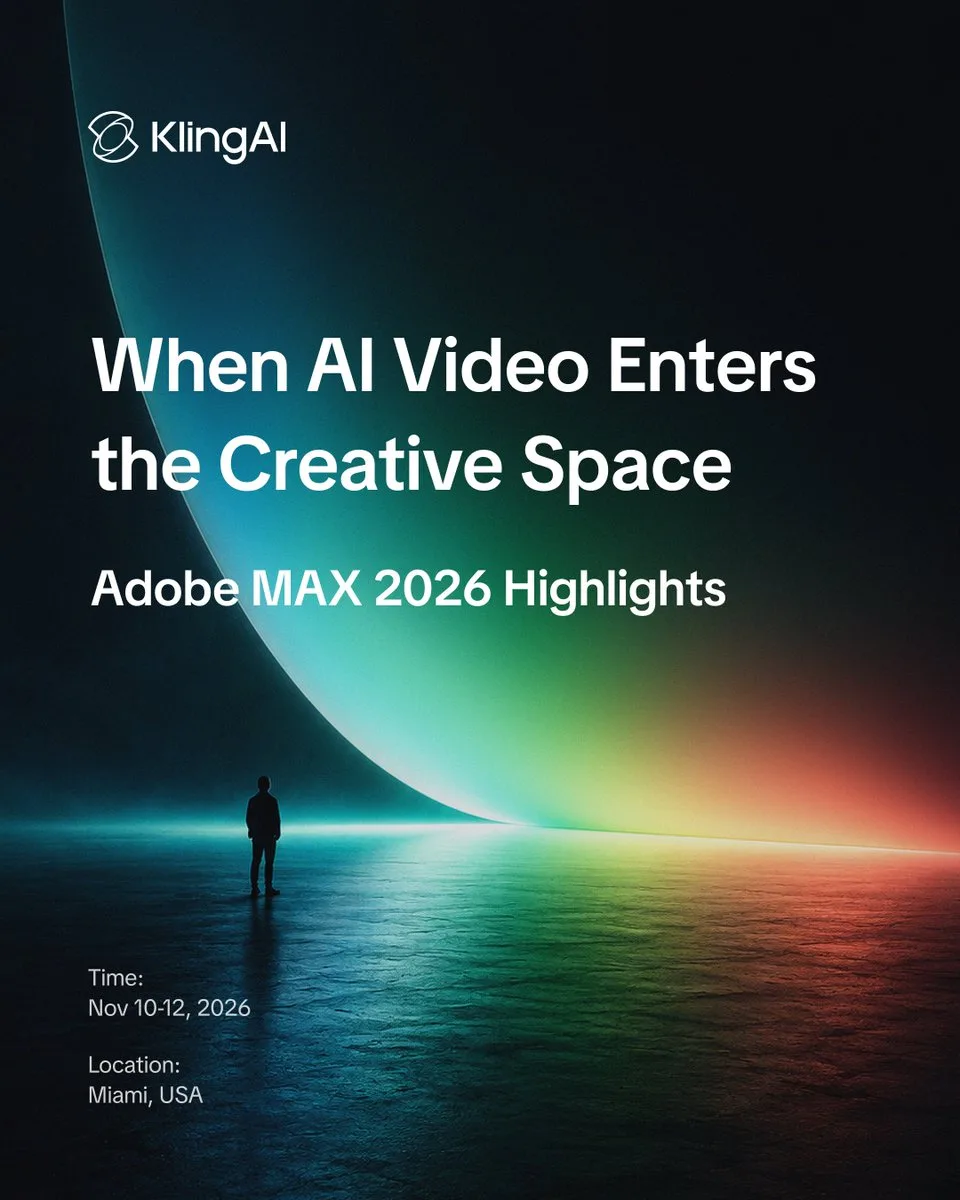 KlingAI
When AI Video Enters
the Creative Space
Adobe MAX 2026 Highlights
Time:
Nov 10-12, 2026
Location:
Miami, USA